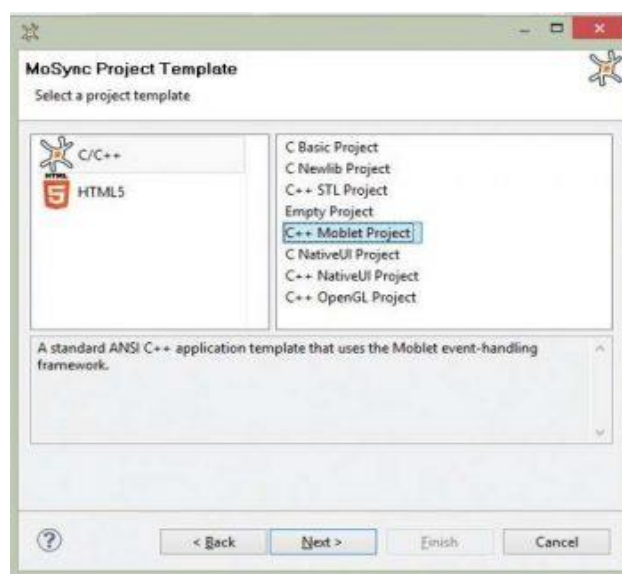 MoSync Project Template
Select a project template
C/C++
HTML
5 HTML5
C Basic Project
C Newlib Project
C++ STL Project
Empty Project
C++ Moblet Project
C NativeUI Project
C++ NativeUI Project
C++ OpenGL Project
A standard ANSI C++ application template that uses the Moblet event-handling
framework.
? < Back Next > Finish Cancel